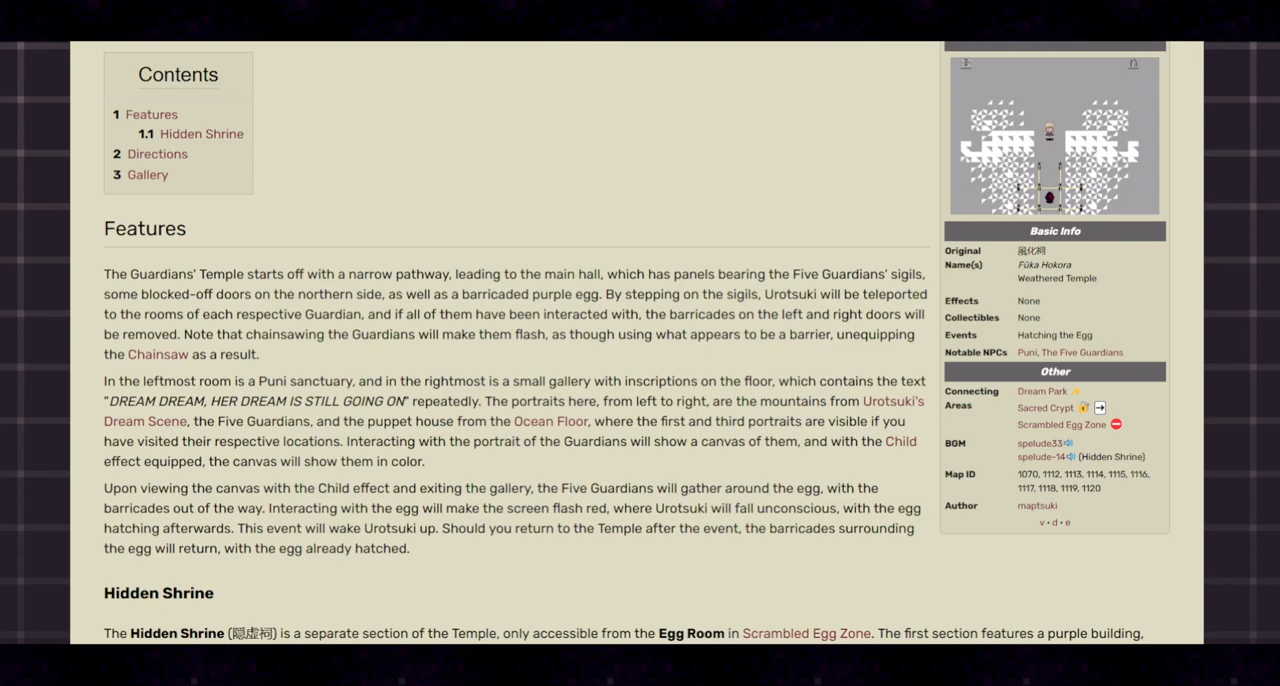 Contents
1 Features
1.1 Hidden Shrine
2 Directions
3 Gallery
Features
The Guardians' Temple starts off with a narrow pathway, leading to the main hall, which has panels bearing the Five Guardians' sigils,
some blocked-off doors on the northern side, as well as a barricaded purple egg. By stepping on the sigils, Urotsuki will be teleported
to the rooms of each respective Guardian, and if all of them have been interacted with, the barricades on the left and right doors will
be removed. Note that chainsawing the Guardians will make them flash, as though using what appears to be a barrier, unequipping
the Chainsaw as a result.
In the leftmost room is a Puni sanctuary, and in the rightmost is a small gallery with inscriptions on the floor, which contains the text
"DREAM DREAM, HER DREAM IS STILL GOING ON" repeatedly. The portraits here, from left to right, are the mountains from Urotsuki's
Dream Scene, the Five Guardians, and the puppet house from the Ocean Floor, where the first and third portraits are visible if you
have visited their respective locations. Interacting with the portrait of the Guardians will show a canvas of them, and with the Child
effect equipped, the canvas will show them in color.
Upon viewing the canvas with the Child effect and exiting the gallery, the Five Guardians will gather around the egg, with the
barricades out of the way. Interacting with the egg will make the screen flash red, where Urotsuki will fall unconscious, with the egg
hatching afterwards. This event will wake Urotsuki up. Should you return to the Temple after the event, the barricades surrounding
the egg will return, with the egg already hatched.
Hidden Shrine
The Hidden Shrine (隠虚祠) is a separate section of the Temple, only accessible from the Egg Room in Scrambled Egg Zone. The first section features a purple building,
Basic Info
Original Name(s) 風化祠
Fūka Hokora
Weathered Temple
Effects None
Collectibles None
Events Hatching the Egg
Notable NPCs Puni, The Five Guardians
Other
Connecting Areas Dream Park
Sacred Crypt
Scrambled Egg Zone
BGM spelude33
spelude-14 (Hidden Shrine)
Map ID 1070, 1112, 1113, 1114, 1115, 1116,
1117, 1118, 1119, 1120
Author maptsuki
v • d • e